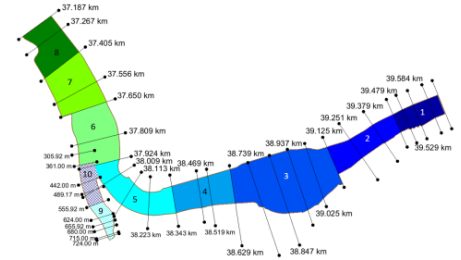 37.187 km
37.267 km
37.405 km
37.556 km
37.650 km
37.809 km
37.924 km
38.009 km
38.113 km
38.469 km
38.739 km
38.937 km
39.125 km
39.251 km
39.379 km
39.479 km
39.584 km
39.529 km
39.025 km
38.847 km
38.629 km
38.519 km
38.343 km
38.223 km
305.92 m
361.00 m
442.00 m
489.17 m
555.92 m
624.00 m
665.92 m
680.00 m
715.00 m
724.00 m
8
7
6
10
9
5
4
3
2
1